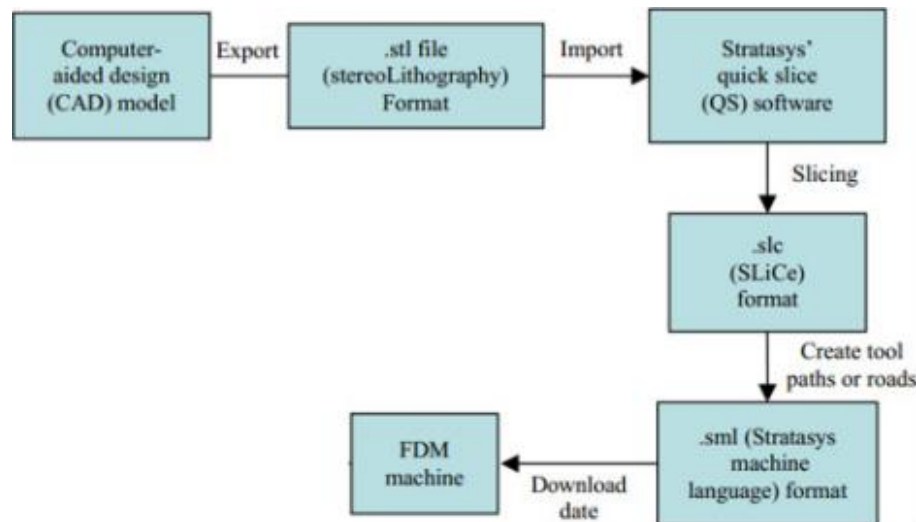 Computer-
aided design
(CAD) model
Export
.stl file
(stereoLithography)
Format
Import
Stratasys’
quick slice
(QS) software
Slicing
.slc
(SLiCe)
format
Create tool
paths or roads
.sml (Stratasys
machine
language) format
Download
date
FDM
machine